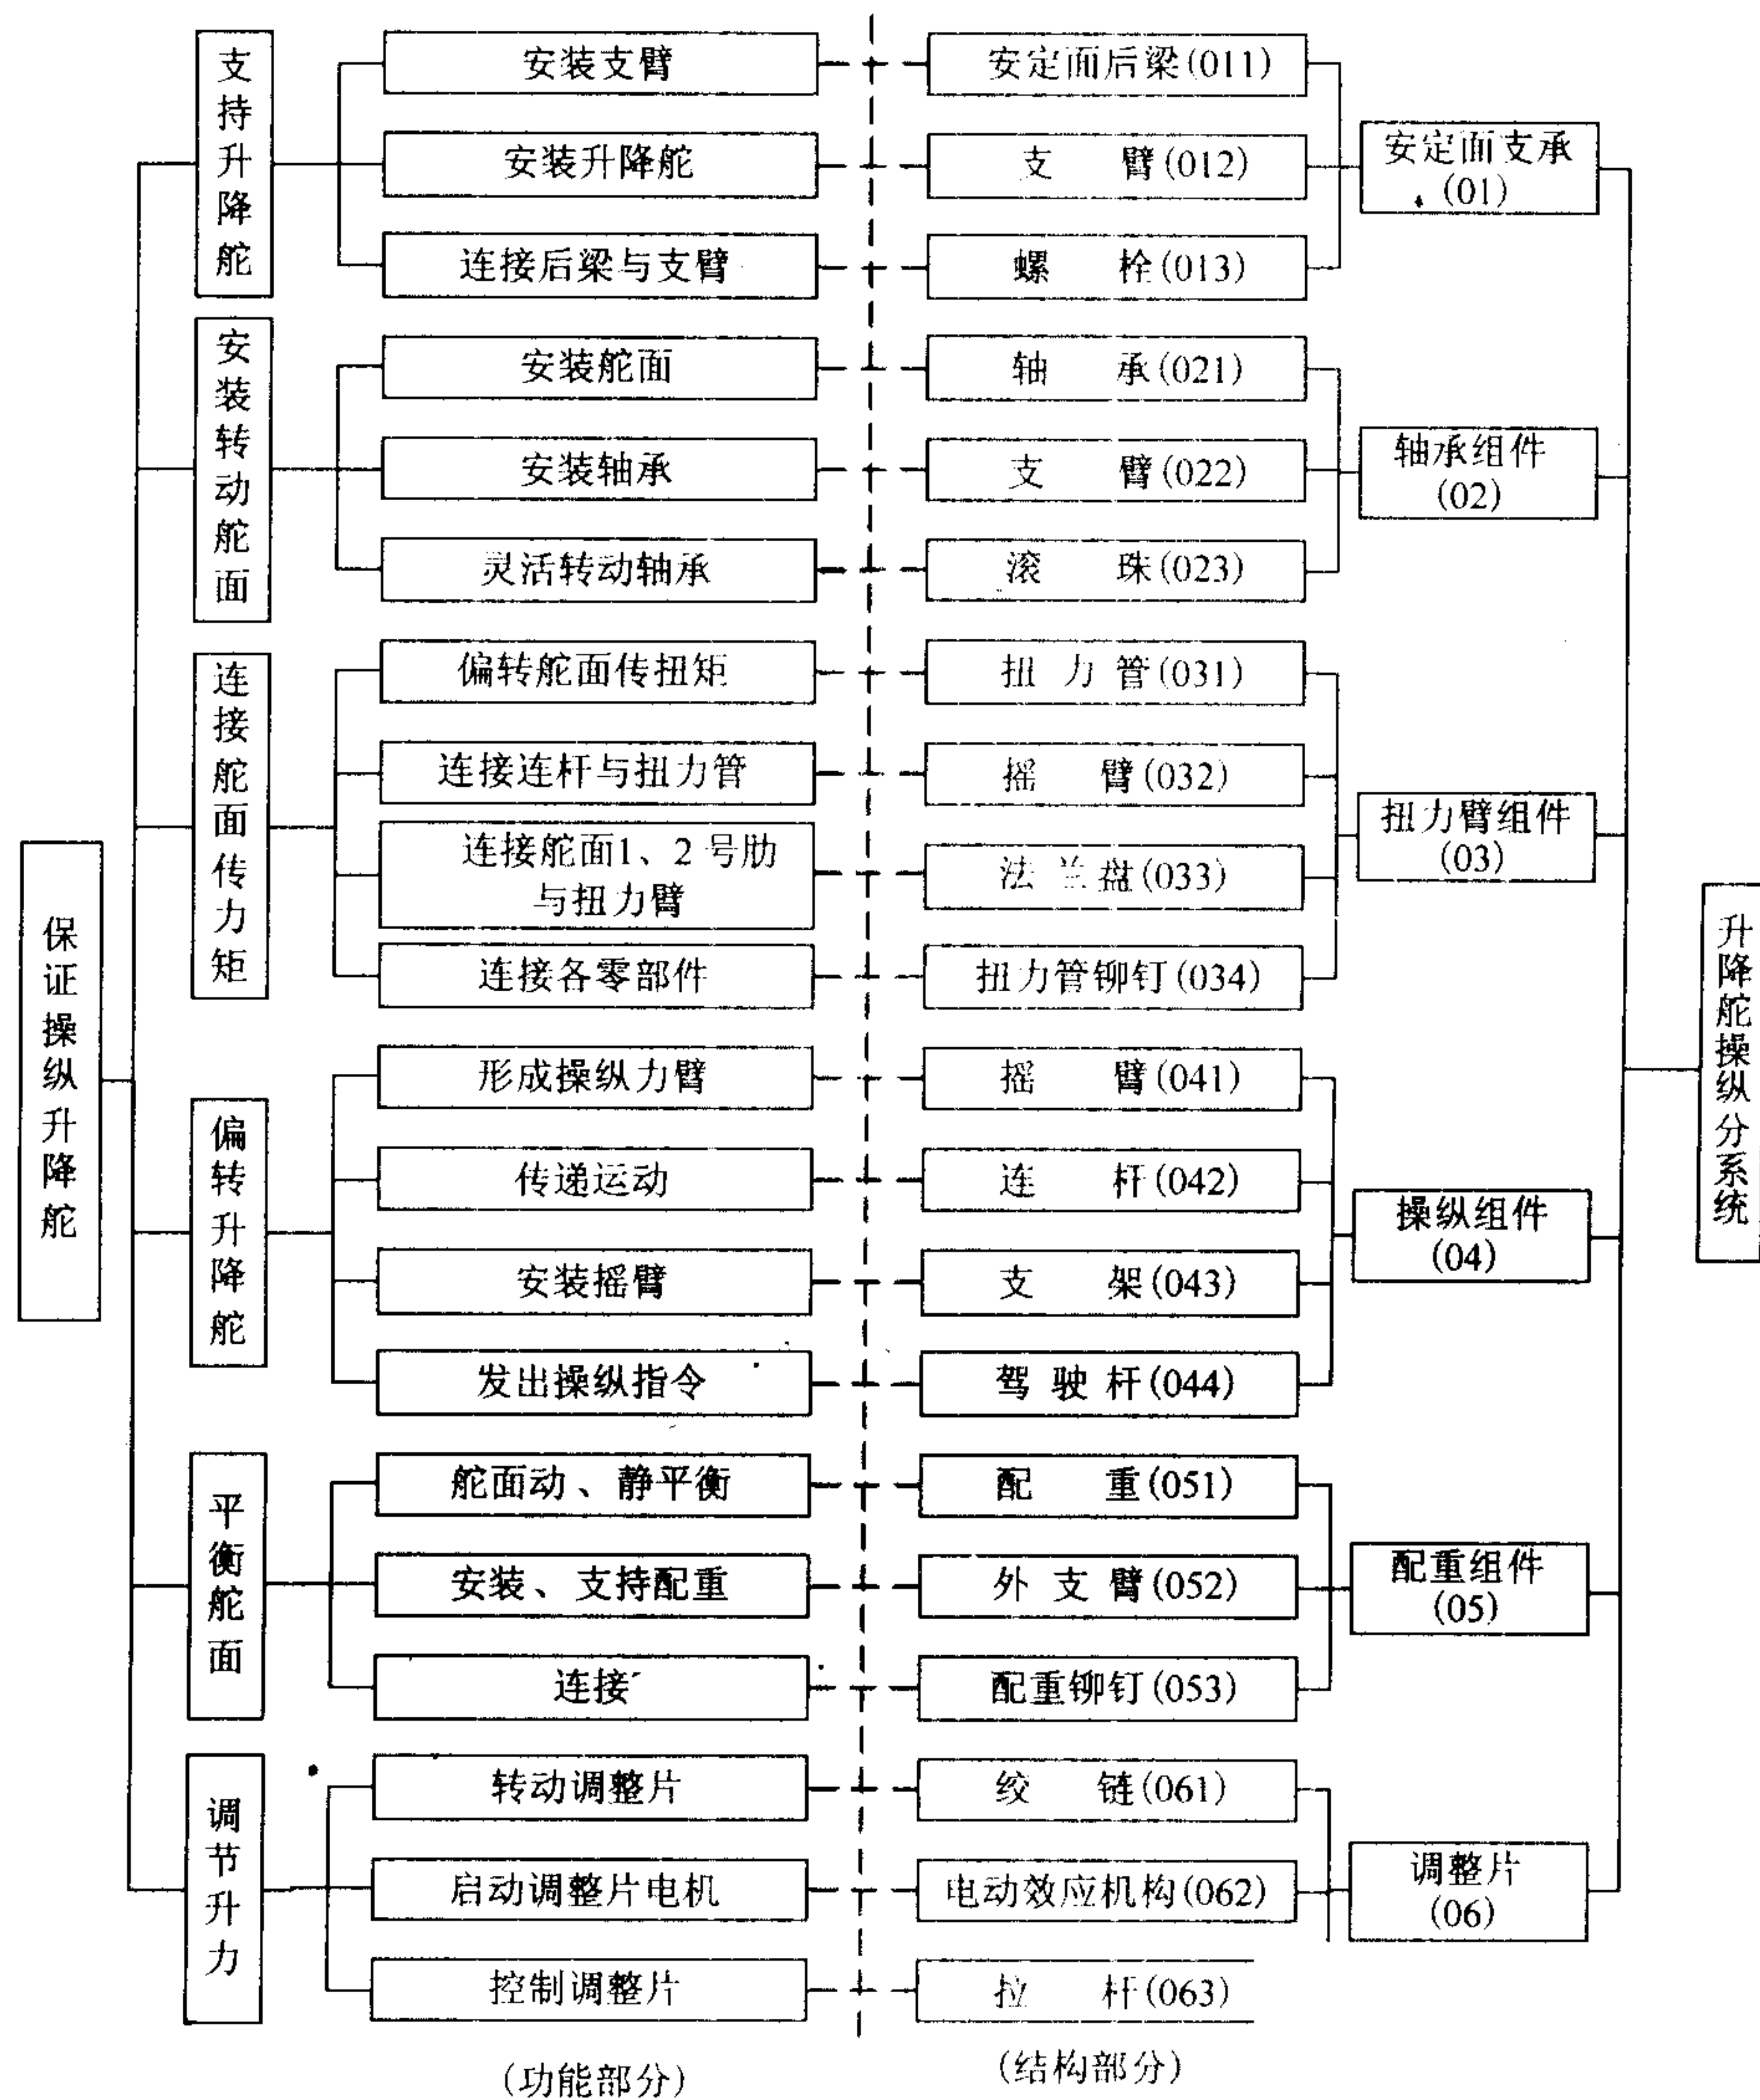 保证操纵升降舵
支持升降舵
安装支臂
安定面后梁(011)
安装升降舵
支臂(012)
连接后梁与支臂
螺栓(013)
安定面支承
(01)
安装转动舵面
安装舵面
轴承(021)
安装轴承
支臂(022)
灵活转动轴承
滚珠(023)
轴承组件
(02)
连接舵面传力矩
偏转舵面传扭矩
扭力管(031)
连接连杆与扭力管
摇臂(032)
连接舵面1、2号肋
与扭力臂
法兰盘(033)
连接各零部件
扭力管铆钉(034)
扭力臂组件
(03)
偏转升降舵
形成操纵力臂
摇臂(041)
传递运动
连杆(042)
安装摇臂
支架(043)
发出操纵指令
驾驶杆(044)
操纵组件
(04)
平衡舵面
舵面动、静平衡
配重(051)
安装、支持配重
外支臂(052)
连接
配重铆钉(053)
配重组件
(05)
调节升力
转动调整片
绞链(061)
启动调整片电机
电动效应机构(062)
控制调整片
拉杆(063)
调整片
(06)
升降舵操纵分系统
(功能部分)
(结构部分)